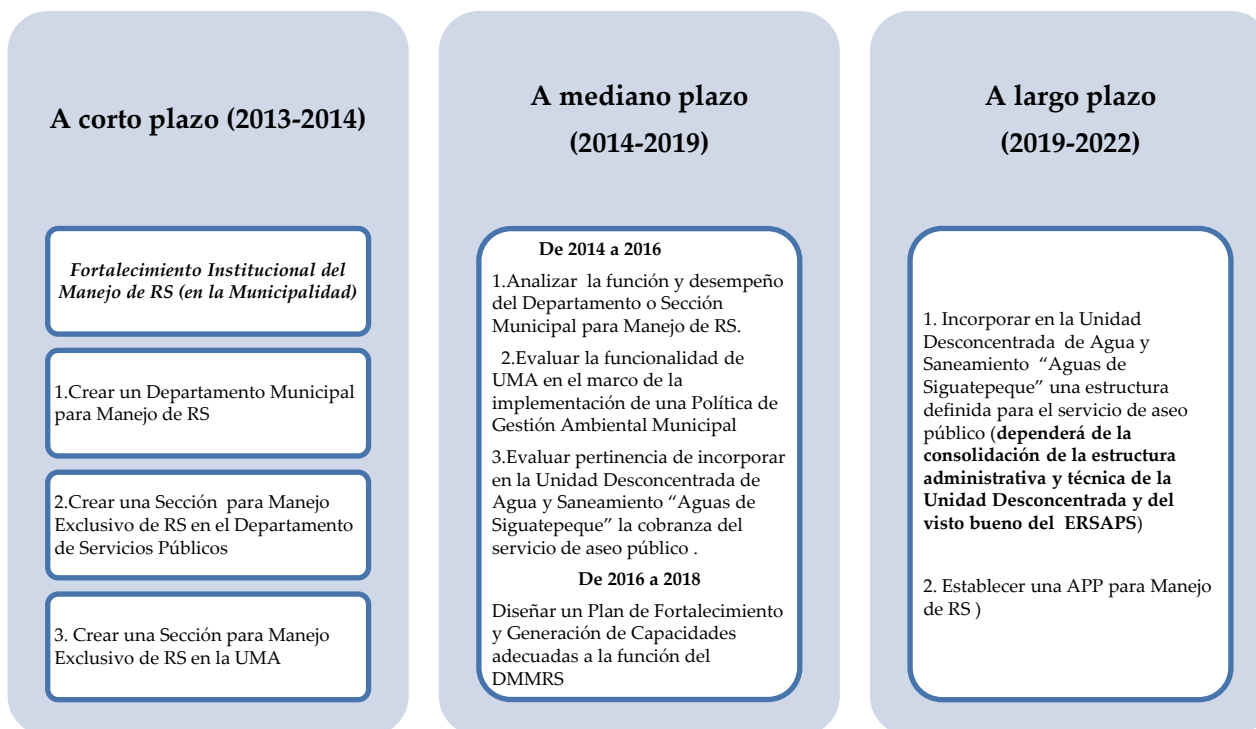 A corto plazo (2013-2014)
Fortalecimiento Institucional del
Manejo de RS (en la Municipalidad)
1.Crear un Departamento Municipal
para Manejo de RS
2.Crear una Sección para Manejo
Exclusivo de RS en el Departamento
de Servicios Públicos
3. Crear una Sección para Manejo
Exclusivo de RS en la UMA
A mediano plazo
(2014-2019)
De 2014 a 2016
1.Analizar la función y desempeño
del Departamento o Sección
Municipal para Manejo de RS.
2.Evaluar la funcionalidad de
UMA en el marco de la
implementación de una Política de
Gestión Ambiental Municipal
3.Evaluar pertinencia de incorporar
en la Unidad Desconcentrada de
Agua y Saneamiento “Aguas de
Siguatepeque” la cobranza del
servicio de aseo público .
De 2016 a 2018
Diseñar un Plan de Fortalecimiento
y Generación de Capacidades
adecuadas a la función del
DMMRS
A largo plazo
(2019-2022)
1. Incorporar en la Unidad
Desconcentrada de Agua y
Saneamiento “Aguas de
Siguatepeque” una estructura
definida para el servicio de aseo
público (dependerá de la
consolidación de la estructura
administrativa y técnica de la
Unidad Desconcentrada y del
visto bueno del ERSAPS)
2. Establecer una APP para Manejo
de RS )